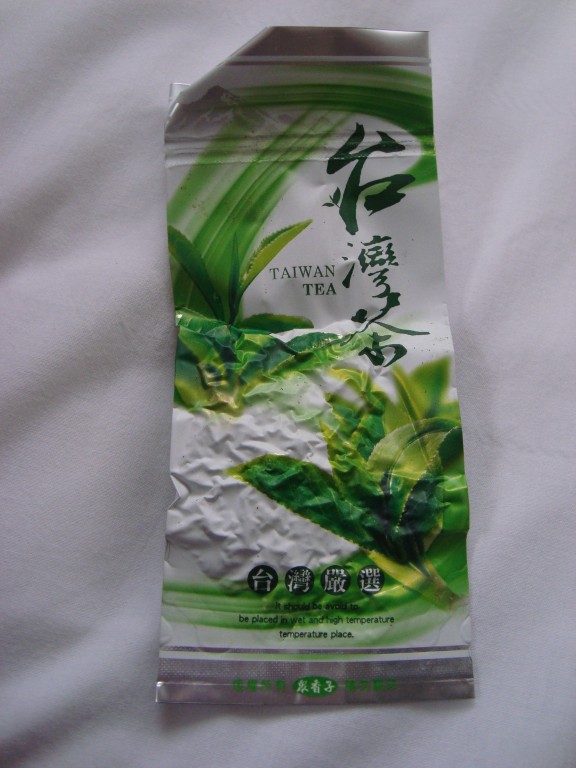 台灣茶
TAIWAN
TEA
台灣嚴選
It should be avoid to
be placed in wet and high temperature
temperature place.